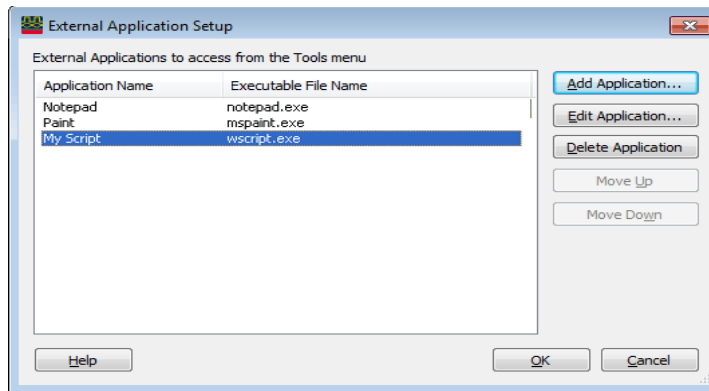 External Application Setup
External Applications to access from the Tools menu
Application Name Executable File Name
Notepad notepad.exe
Paint mspaint.exe
My Script wscript.exe
Add Application...
Edit Application...
Delete Application
Move Up
Move Down
Help OK Cancel